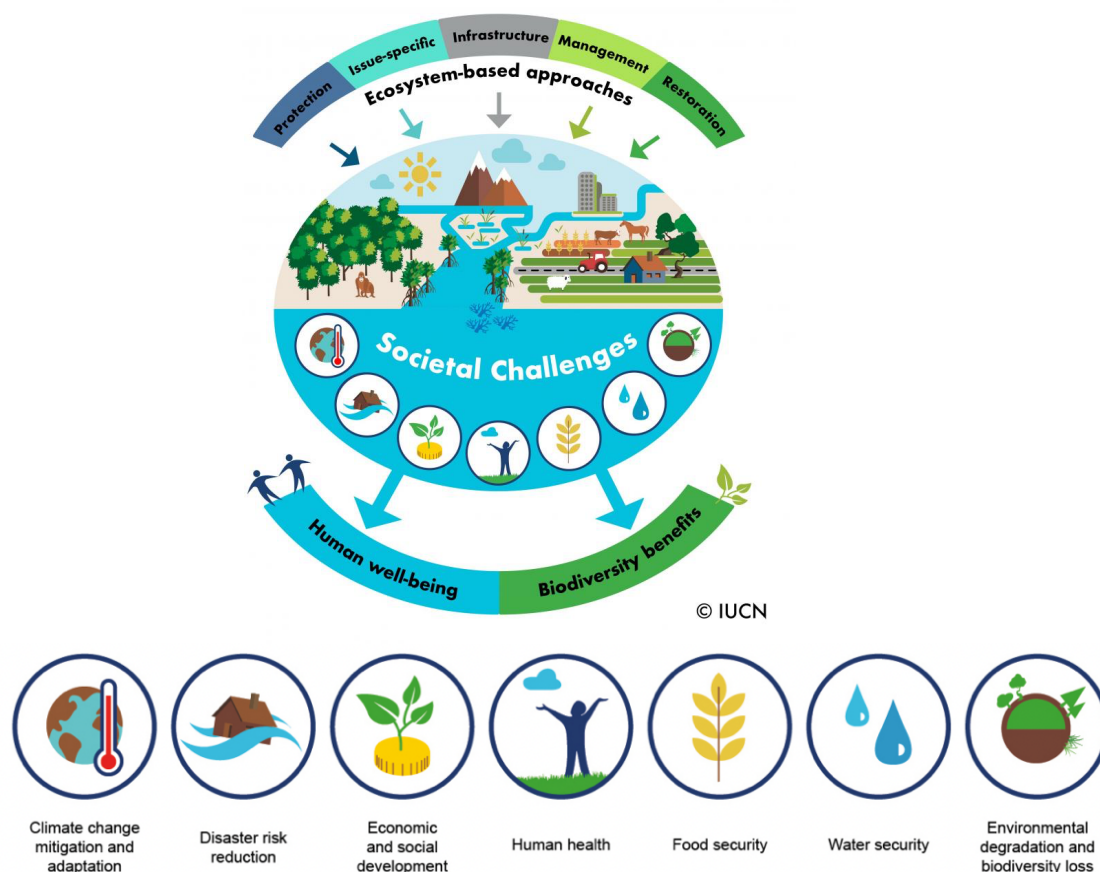 Protection
Issue-specific
Infrastructure
Management
Restoration
Ecosystem-based approaches
Societal Challenges
Human well-being
Biodiversity benefits
© IUCN
Climate change
mitigation and
adaptation
Disaster risk
reduction
Economic
and social
development
Human health
Food security
Water security
Environmental
degradation and
biodiversity loss